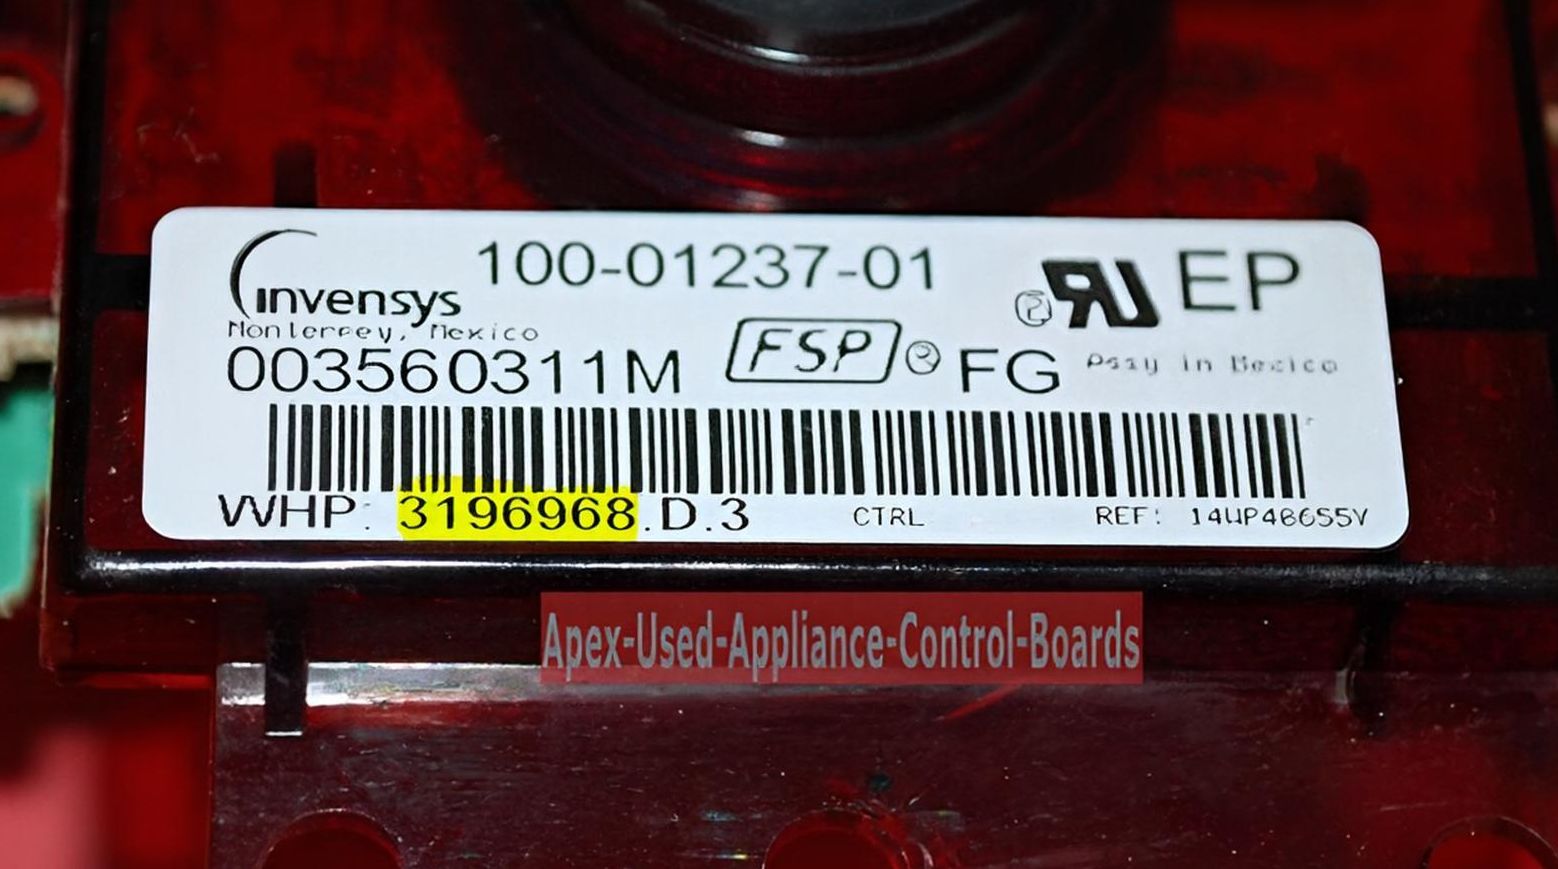 invensys 100-01237-01
Monterrey, Mexico
®
EP
003560311M FSP ® FG Assy in Mexico
WHP: 3196968.D.3 CTRL REF:
Apex-Used-Appliance-Control-Boards